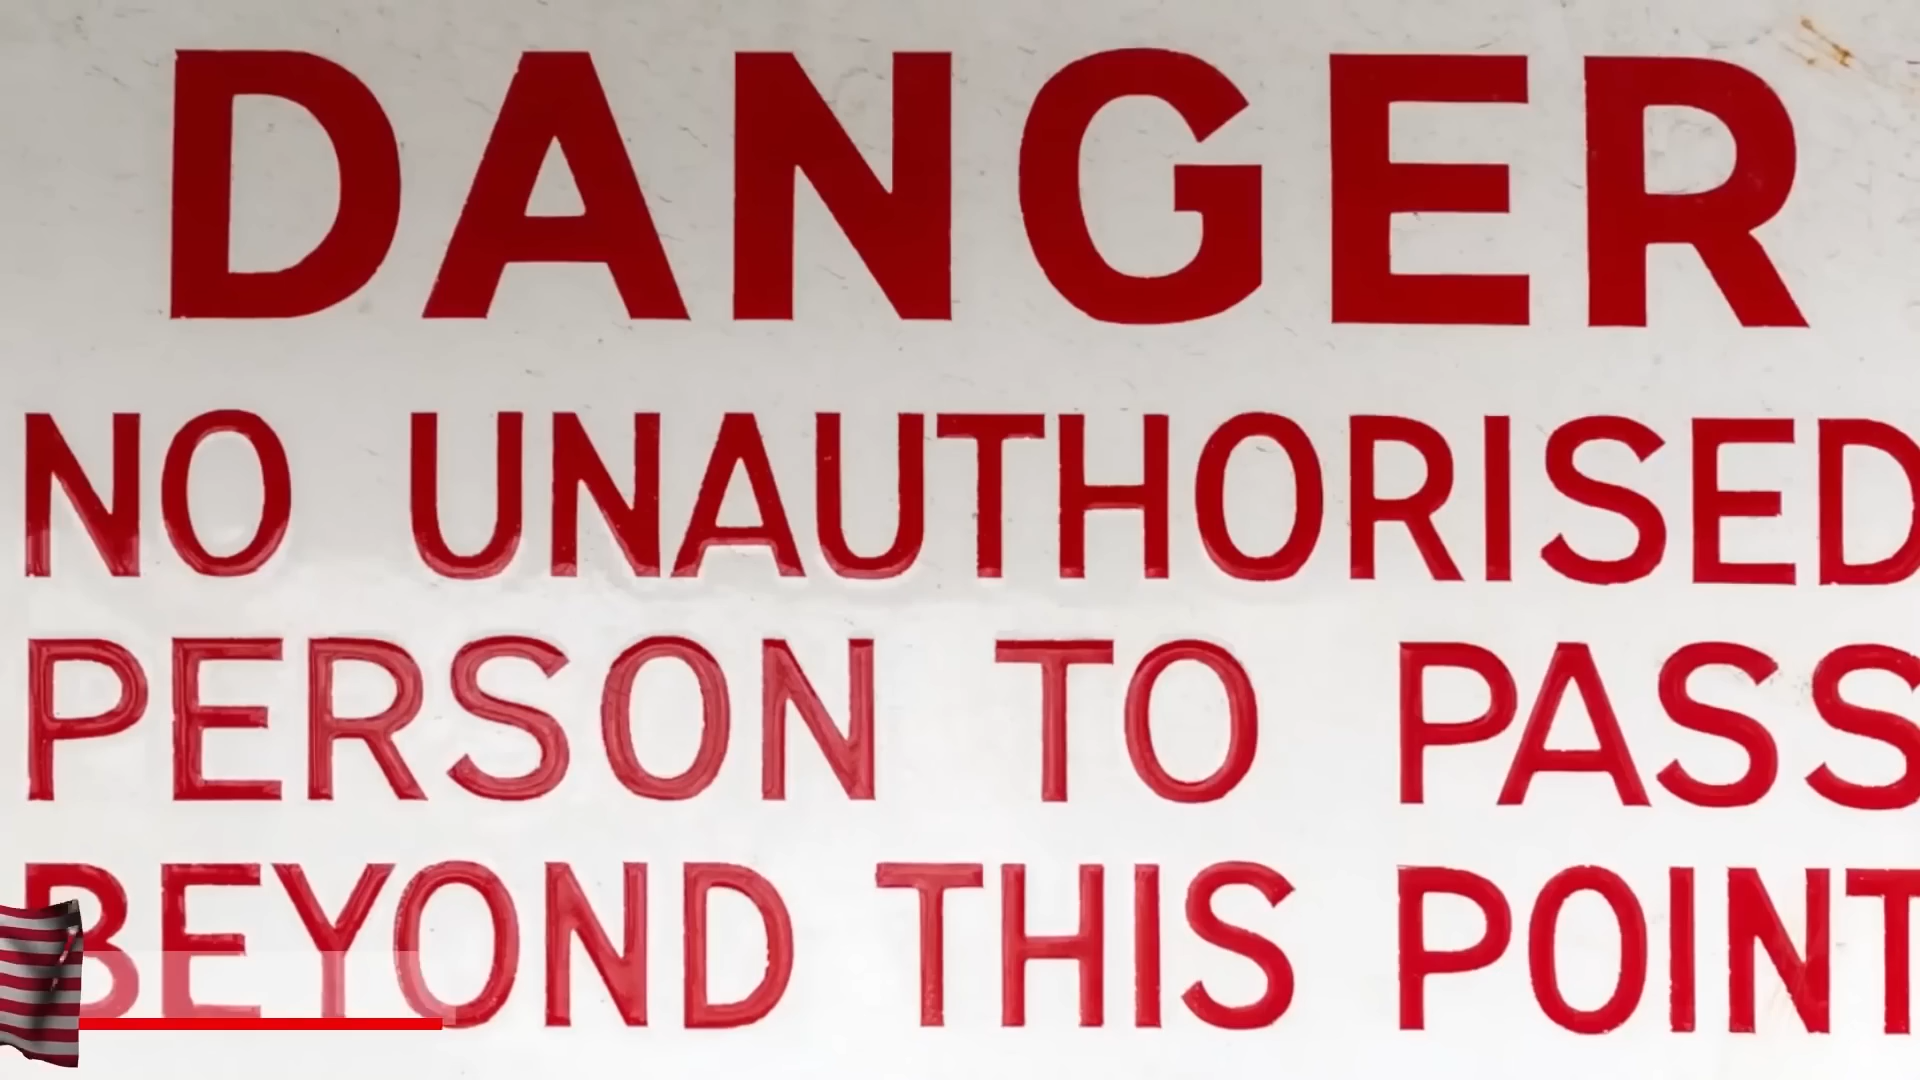 DANGER
NO UNAUTHORISED
PERSON TO PASS
BEYOND THIS POINT